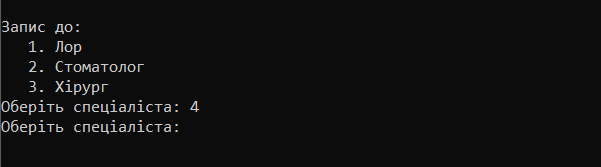 Запис до:
1. Лор
2. Стоматолог
3. Хірург
Оберіть спеціаліста: 4
Оберіть спеціаліста: